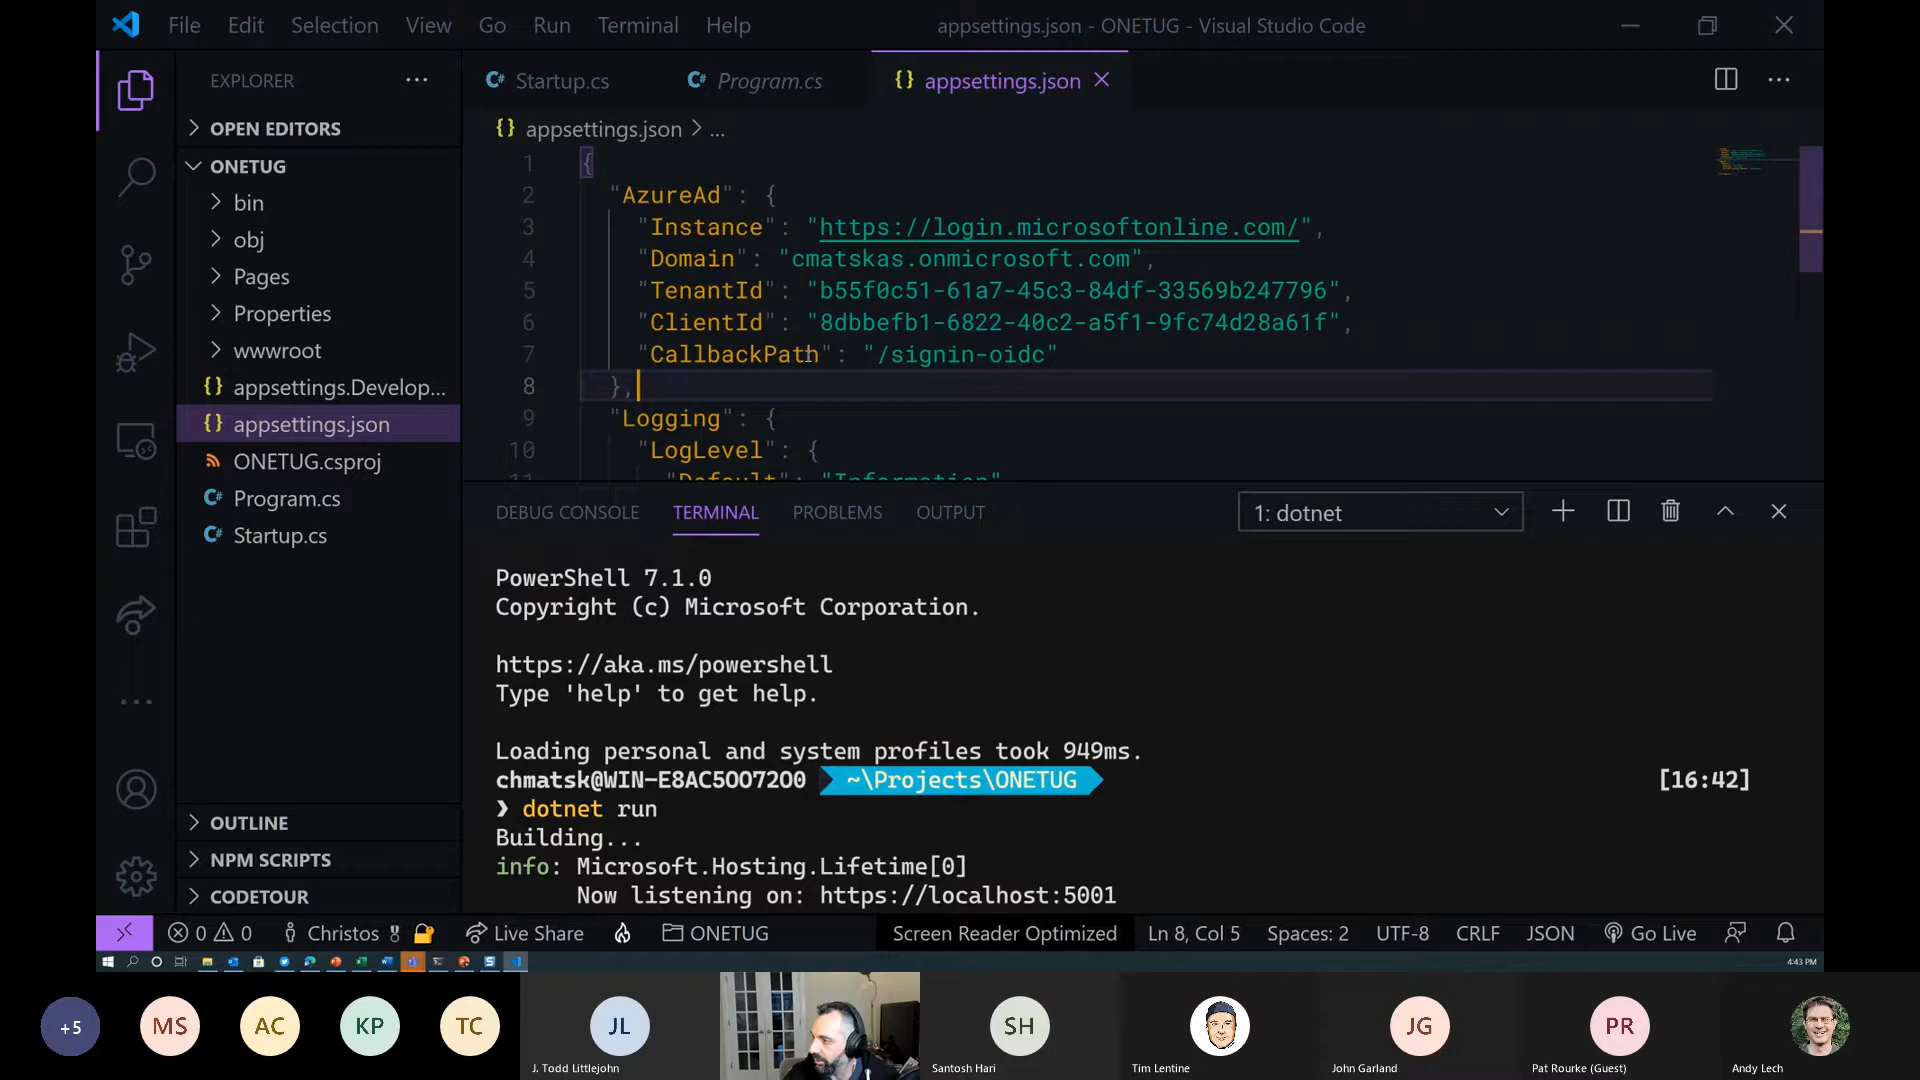 File Edit Selection View Go Run Terminal Help
appsettings.json - ONETUG - Visual Studio Code
EXPLORER
Startup.cs
Program.cs
appsettings.json
OPEN EDITORS
ONETUG
bin
obj
Pages
Properties
wwwroot
appsettings.Develop...
appsettings.json
ONETUG.csproj
Program.cs
Startup.cs
OUTLINE
NPM SCRIPTS
CODETOUR
appsettings.json > ...
1 {
2 "AzureAd": {
3 "Instance": "https://login.microsoftonline.com/",
4 "Domain": "cmatskas.onmicrosoft.com",
5 "TenantId": "b55f0c51-61a7-45c3-84df-33569b247796",
6 "ClientId": "8dbbefb1-6822-40c2-a5f1-9fc74d28a61f",
7 "CallbackPath": "/signin-oidc"
8 },
9 "Logging": {
10 "LogLevel": {
11 "Default": "Information"
DEBUG CONSOLE TERMINAL PROBLEMS OUTPUT
1: dotnet
PowerShell 7.1.0
Copyright (c) Microsoft Corporation.
https://aka.ms/powershell
Type 'help' to get help.
Loading personal and system profiles took 949ms.
chmatsk@WIN-E8AC5OO72O0 ~\Projects\ONETUG [16:42]
❯ dotnet run
Building...
info: Microsoft.Hosting.Lifetime[0]
Now listening on: https://localhost:5001
0 0 Christos Live Share ONETUG Screen Reader Optimized Ln 8, Col 5 Spaces: 2 UTF-8 CRLF JSON Go Live
4:43 PM
+5 MS AC KP TC JL SH JG PR
J. Todd Littlejohn
Santosh Hari
Tim Lentine
John Garland
Pat Rourke (Guest)
Andy Lech